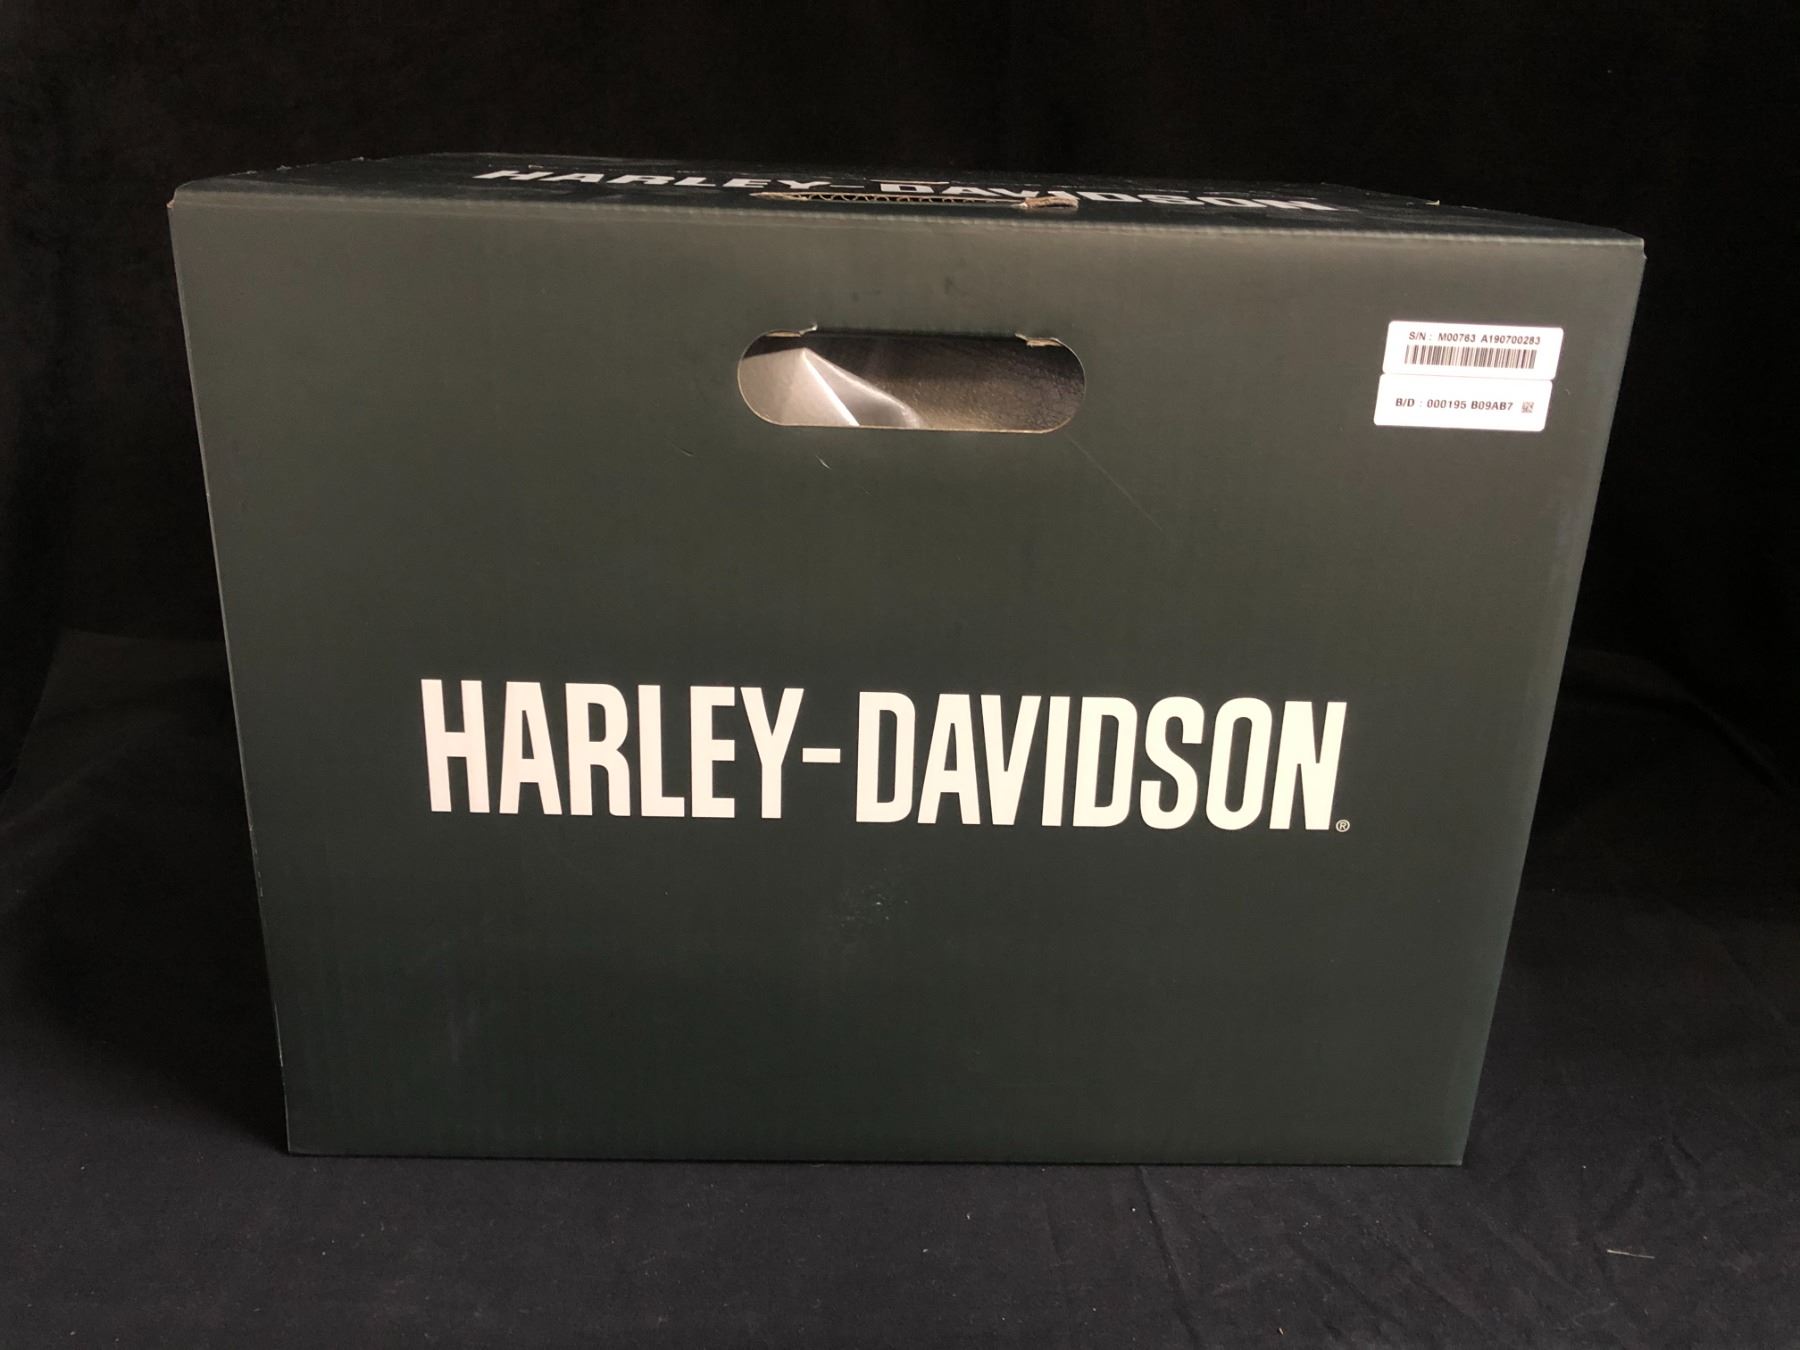 HARLEY-DAVIDSON
S/N : M00763 A190700283
B/D : 000195 B09AB7
HARLEY-DAVIDSON®